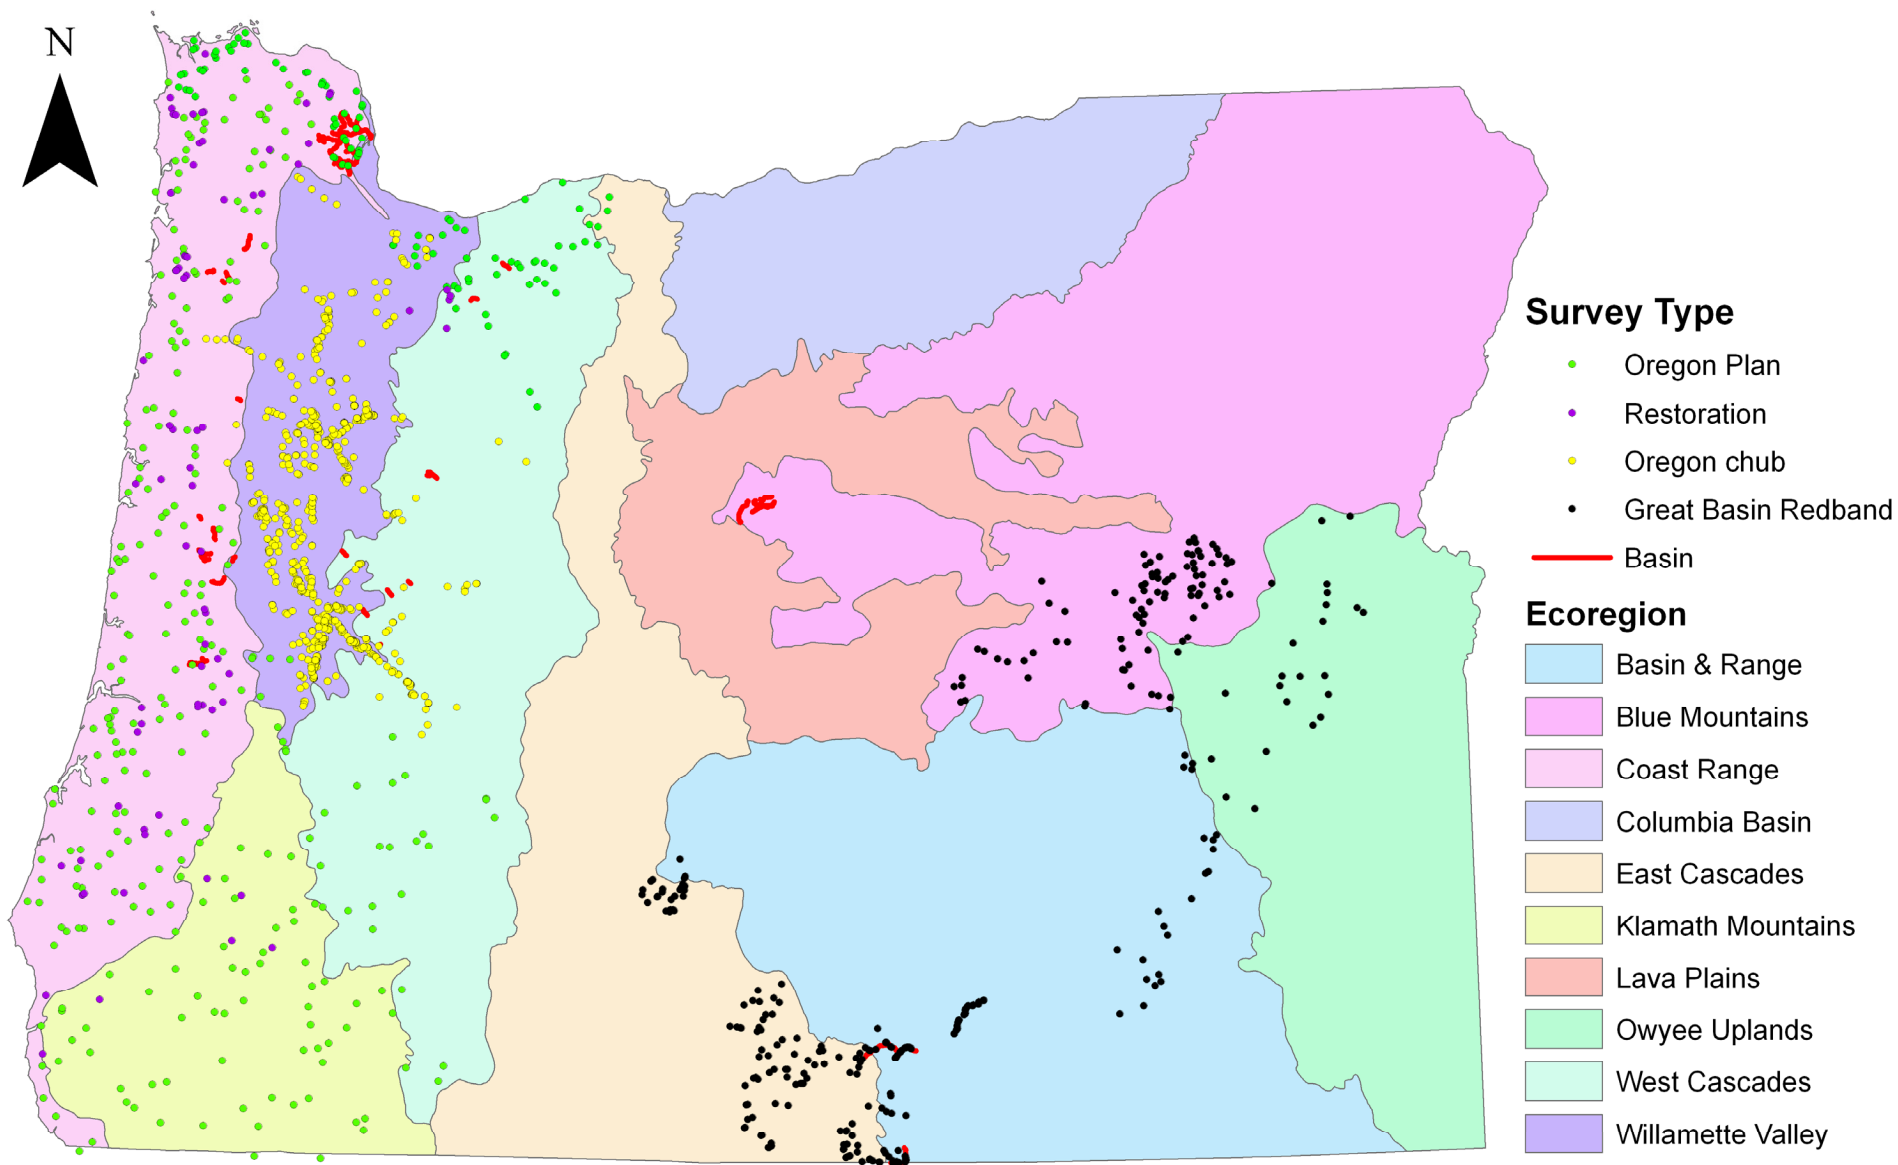 N
Survey Type
Oregon Plan
Restoration
Oregon chub
Great Basin Redband
Basin
Ecoregion
Basin & Range
Blue Mountains
Coast Range
Columbia Basin
East Cascades
Klamath Mountains
Lava Plains
Owyee Uplands
West Cascades
Willamette Valley